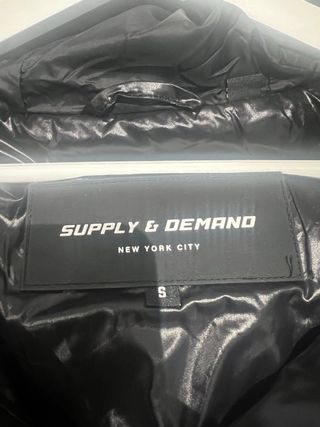 SUPPLY & DEMAND
NEW YORK CITY
S